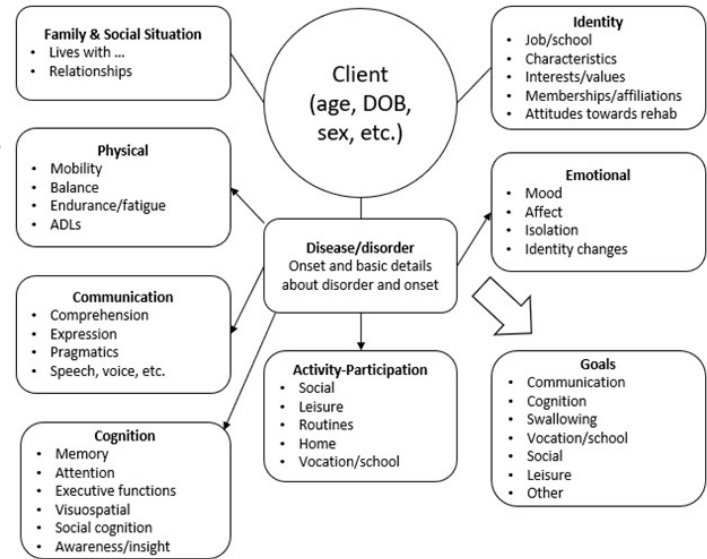 Family & Social Situation
• Lives with ...
• Relationships
Client
(age, DOB,
sex, etc.)
Identity
• Job/school
• Characteristics
• Interests/values
• Memberships/affiliations
• Attitudes towards rehab
Physical
• Mobility
• Balance
• Endurance/fatigue
• ADLs
Emotional
• Mood
• Affect
• Isolation
• Identity changes
Disease/disorder
Onset and basic details
about disorder and onset
Communication
• Comprehension
• Expression
• Pragmatics
• Speech, voice, etc.
Activity-Participation
• Social
• Leisure
• Routines
• Home
• Vocation/school
Goals
• Communication
• Cognition
• Swallowing
• Vocation/school
• Social
• Leisure
• Other
Cognition
• Memory
• Attention
• Executive functions
• Visuospatial
• Social cognition
• Awareness/insight